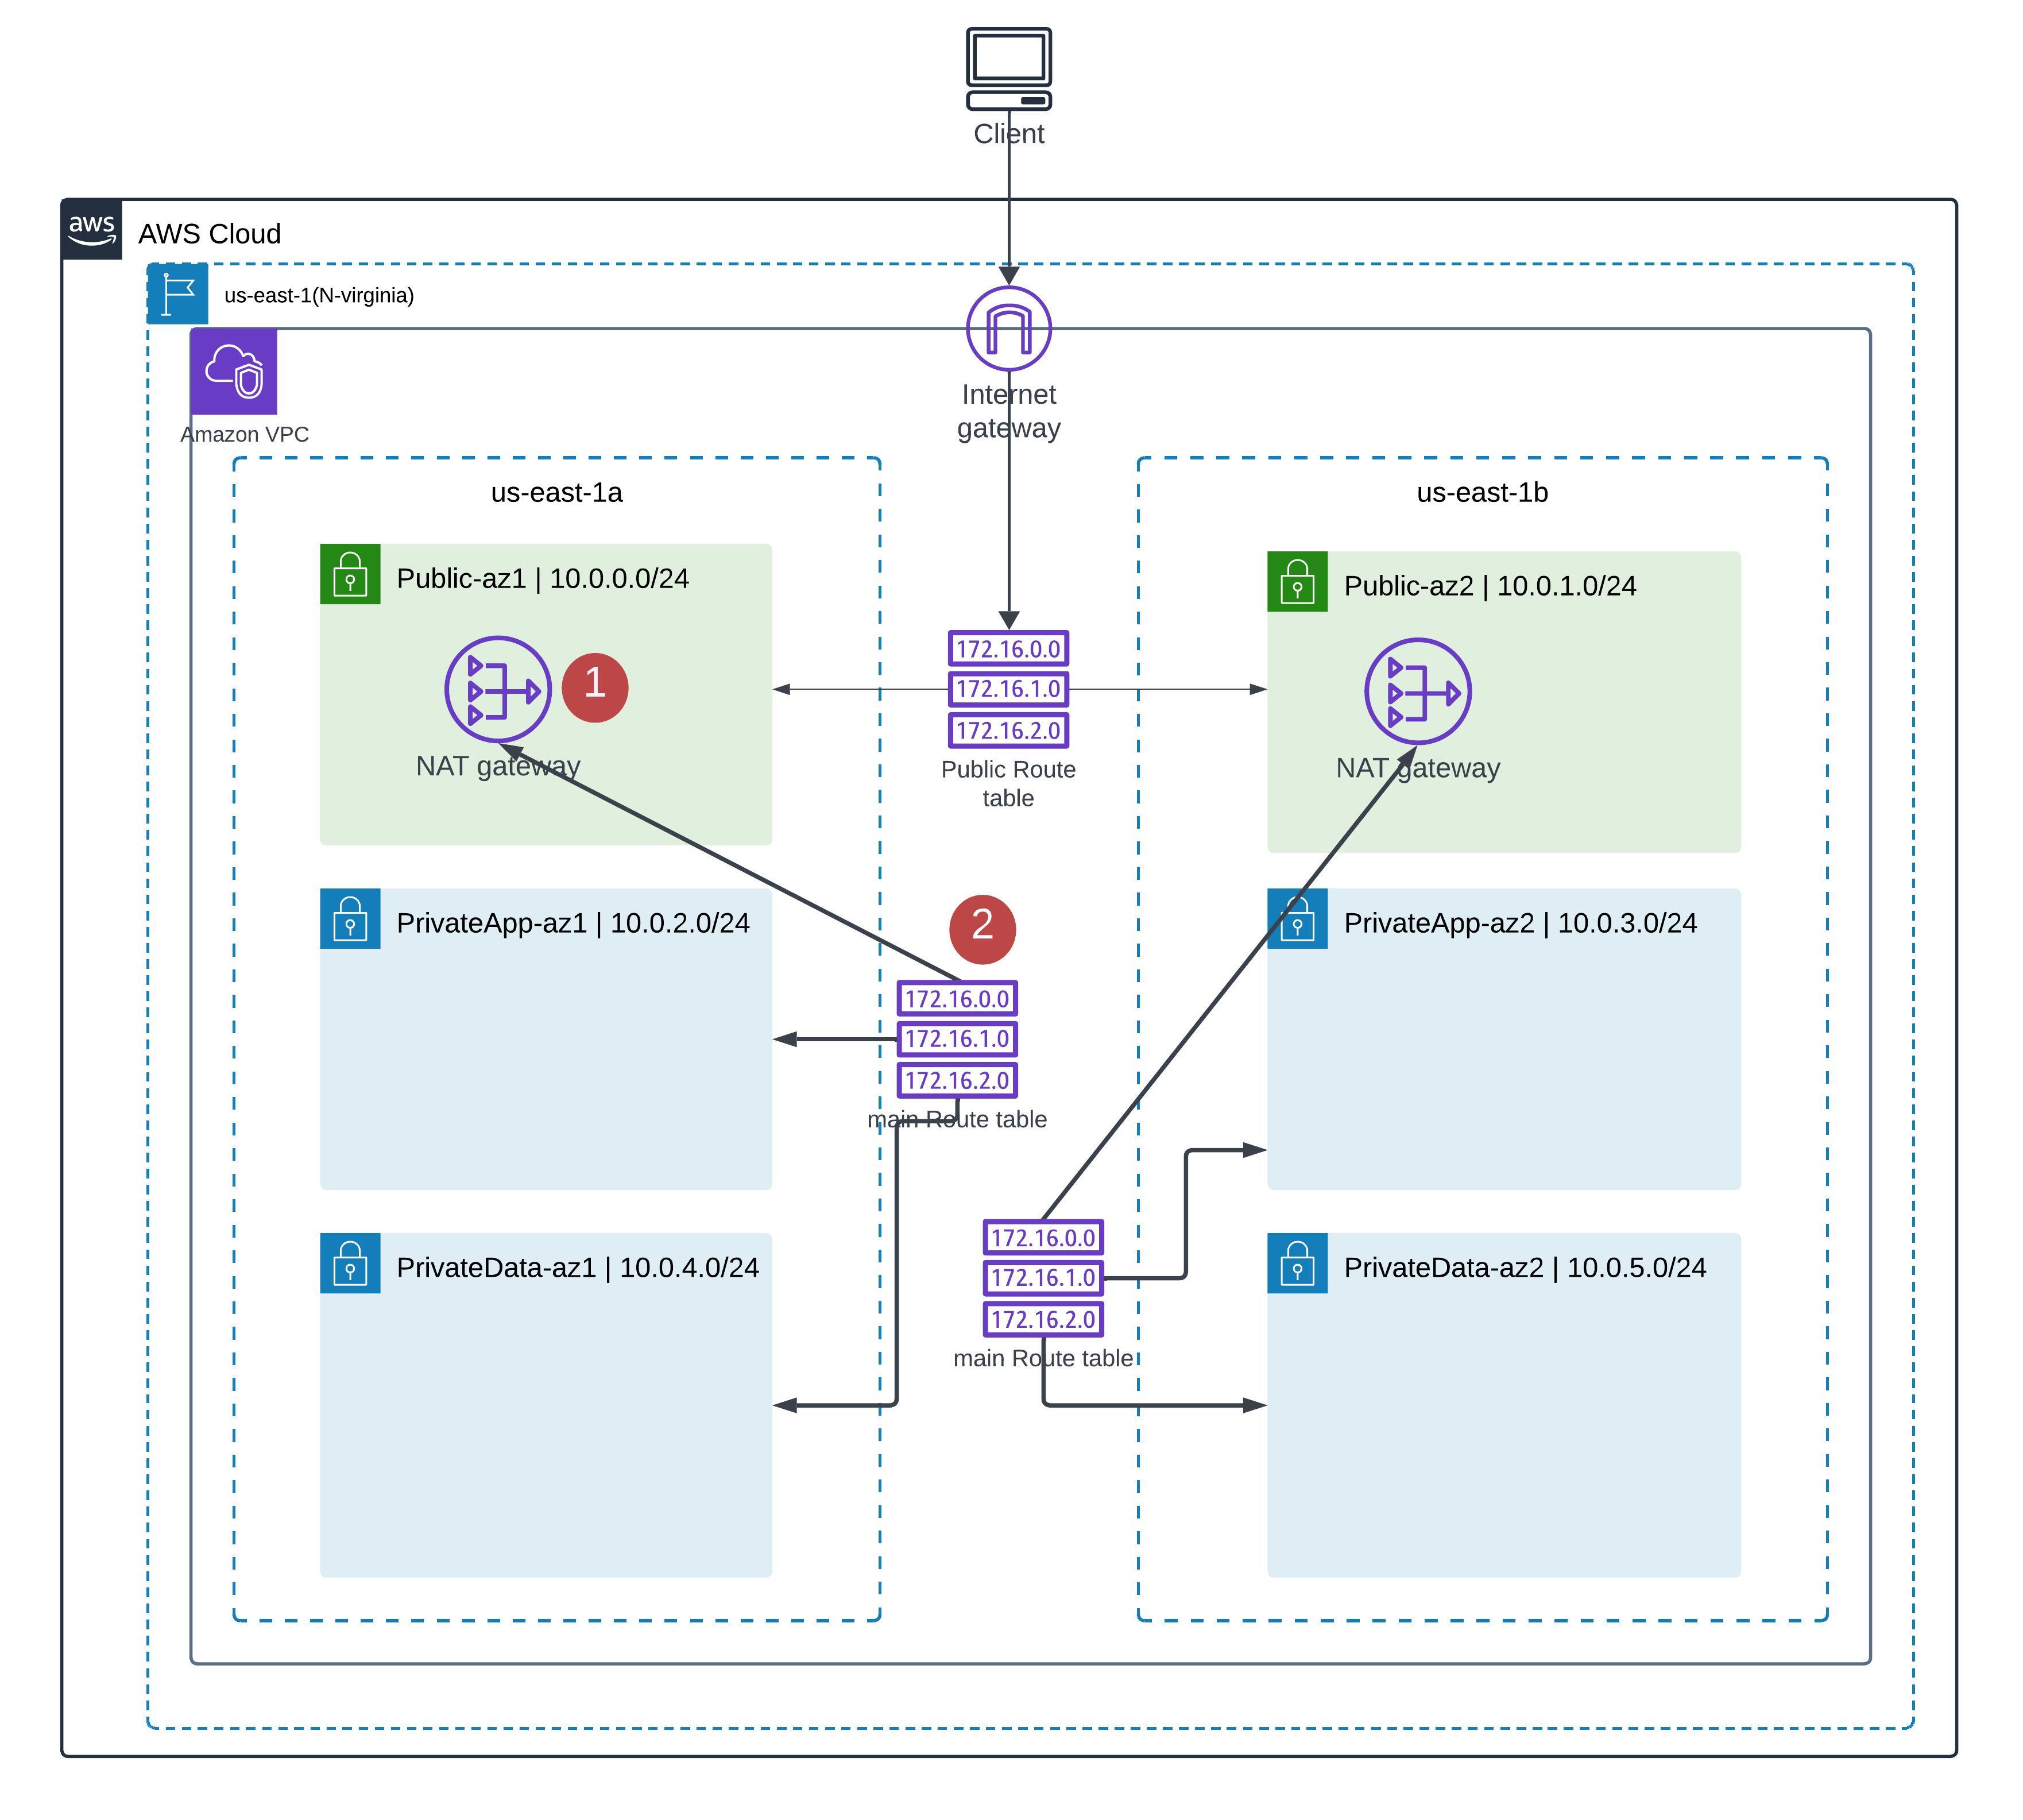 Client
aws
AWS Cloud
us-east-1(N-virginia)
Amazon VPC
Internet
gateway
us-east-1a
us-east-1b
Public-az1 | 10.0.0.0/24
Public-az2 | 10.0.1.0/24
1
NAT gateway
172.16.0.0
172.16.1.0
172.16.2.0
Public Route
table
NAT gateway
PrivateApp-az1 | 10.0.2.0/24
2
PrivateApp-az2 | 10.0.3.0/24
172.16.0.0
172.16.1.0
172.16.2.0
main Route table
PrivateData-az1 | 10.0.4.0/24
172.16.0.0
172.16.1.0
172.16.2.0
main Route table
PrivateData-az2 | 10.0.5.0/24